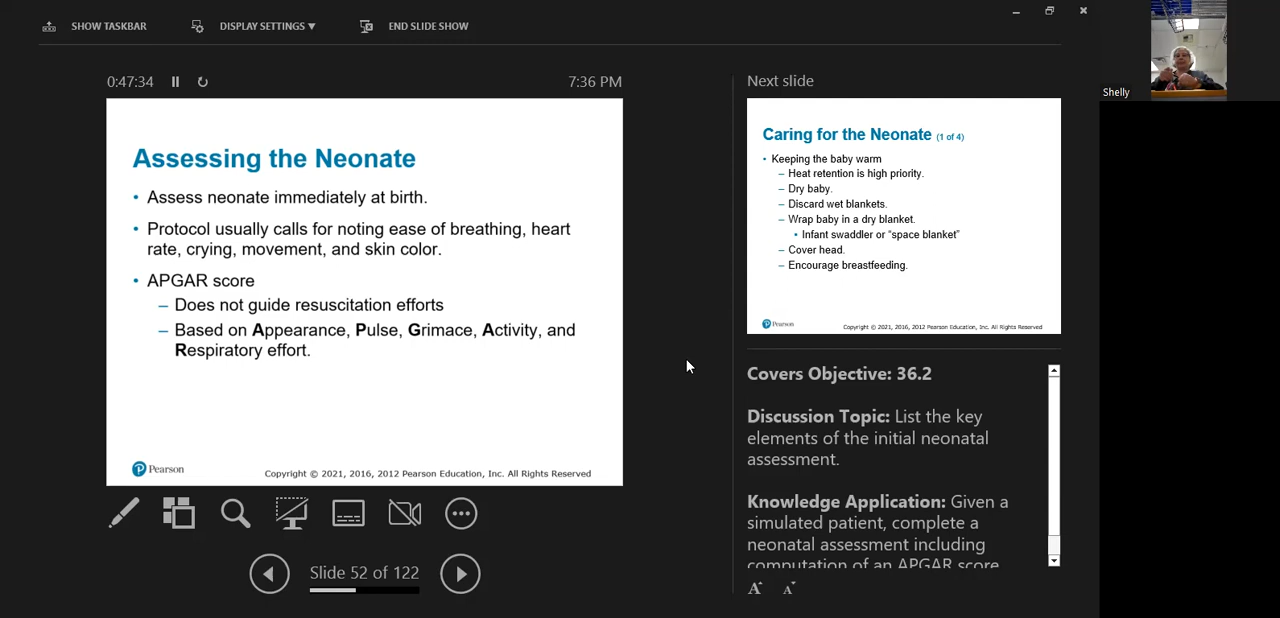 SHOW TASKBAR
DISPLAY SETTINGS ▼
END SLIDE SHOW
0:47:34
7:36 PM
Assessing the Neonate
• Assess neonate immediately at birth.
• Protocol usually calls for noting ease of breathing, heart
rate, crying, movement, and skin color.
• APGAR score
– Does not guide resuscitation efforts
– Based on Appearance, Pulse, Grimace, Activity, and
Respiratory effort.
Pearson
Copyright © 2021, 2016, 2012 Pearson Education, Inc. All Rights Reserved
Slide 52 of 122
Next slide
Caring for the Neonate (1 of 4)
• Keeping the baby warm
– Heat retention is high priority.
– Dry baby.
– Discard wet blankets.
– Wrap baby in a dry blanket.
• Infant swaddler or “space blanket”
– Cover head.
– Encourage breastfeeding.
Pearson
Copyright © 2021, 2016, 2012 Pearson Education, Inc. All Rights Reserved
Covers Objective: 36.2
Discussion Topic: List the key
elements of the initial neonatal
assessment.
Knowledge Application: Given a
simulated patient, complete a
neonatal assessment including
computation of an APGAR score
A A
Shelly